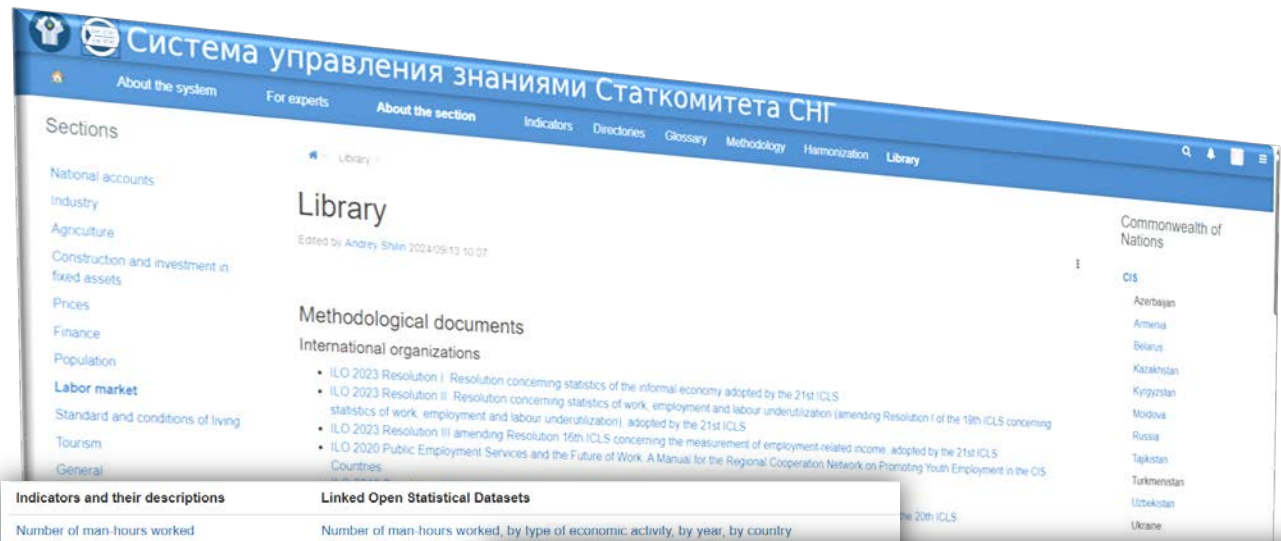 Система управления знаниями Статкомитета СНГ
About the system
For experts
About the section
Indicators
Directories
Glossary
Methodology
Harmonization
Library
Sections
National accounts
Industry
Agriculture
Construction and investment in
fixed assets
Prices
Finance
Population
Labor market
Standard and conditions of living
Tourism
General
Library
Library
Edited by Andrey Shilin 2024/09/13 10:07
Methodological documents
International organizations
• ILO 2023 Resolution I: Resolution concerning statistics of the informal economy adopted by the 21st ICLS
• ILO 2023 Resolution II: Resolution concerning statistics of work, employment and labour underutilization (amending Resolution I of the 19th ICLS concerning
statistics of work, employment and labour underutilization), adopted by the 21st ICLS
• ILO 2023 Resolution III amending Resolution 16th ICLS concerning the measurement of employment-related income, adopted by the 21st ICLS
• ILO 2020 Public Employment Services and the Future of Work. A Manual for the Regional Cooperation Network on Promoting Youth Employment in the CIS
Countries
he 20th ICLS
Commonwealth of
Nations
CIS
Azerbaijan
Armenia
Belarus
Kazakhstan
Kyrgyzstan
Moldova
Russia
Tajikistan
Turkmenistan
Uzbekistan
Ukraine
Indicators and their descriptions
Linked Open Statistical Datasets
Number of man-hours worked
Number of man-hours worked, by type of economic activity, by year, by country